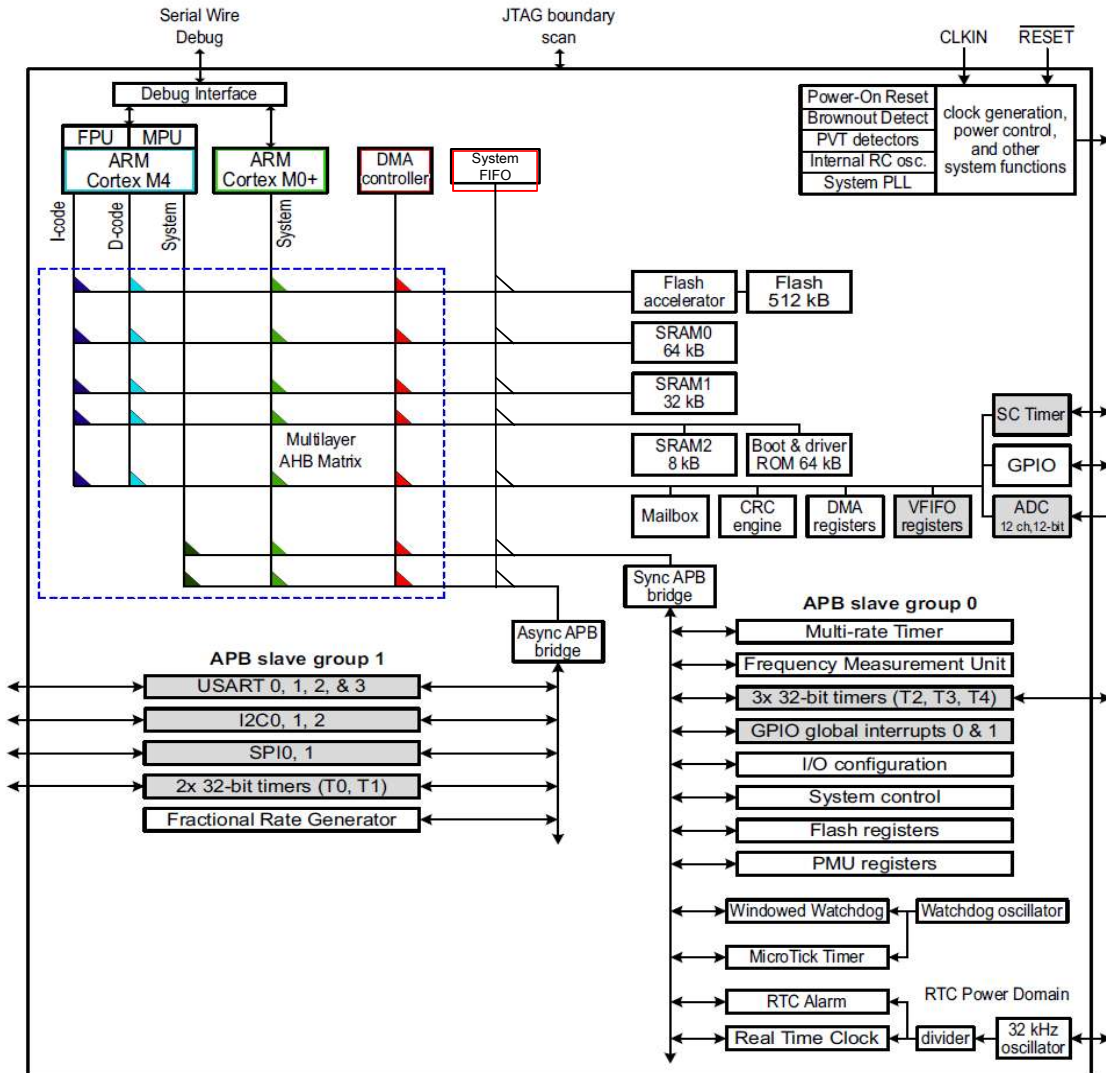 Serial Wire
Debug
JTAG boundary
scan
CLKIN
RESET
Debug Interface
FPU
MPU
ARM
Cortex M4
ARM
Cortex M0+
DMA
controller
System
FIFO
Power-On Reset
Brownout Detect
PVT detectors
Internal RC osc.
System PLL
clock generation,
power control,
and other
system functions
I-code
D-code
System
System
Flash
accelerator
Flash
512 kB
SRAM0
64 kB
SRAM1
32 kB
Multilayer
AHB Matrix
SRAM2
8 kB
Boot & driver
ROM 64 kB
SC Timer
GPIO
ADC
12 ch,12-bit
Mailbox
CRC
engine
DMA
registers
VFIFO
registers
Sync APB
bridge
Async APB
bridge
APB slave group 1
USART 0, 1, 2, & 3
I2C0, 1, 2
SPI0, 1
2x 32-bit timers (T0, T1)
Fractional Rate Generator
APB slave group 0
Multi-rate Timer
Frequency Measurement Unit
3x 32-bit timers (T2, T3, T4)
GPIO global interrupts 0 & 1
I/O configuration
System control
Flash registers
PMU registers
Windowed Watchdog
Watchdog oscillator
MicroTick Timer
RTC Alarm
RTC Power Domain
Real Time Clock
divider
32 kHz
oscillator